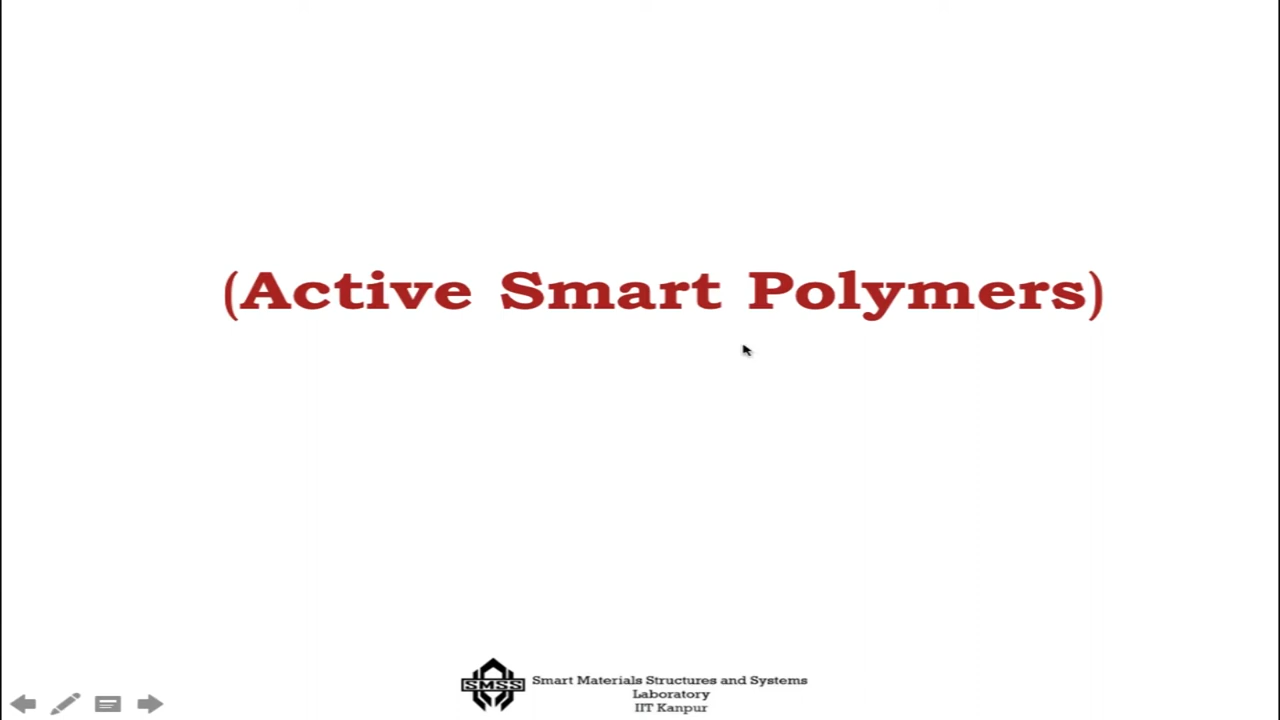 (Active Smart Polymers)
SMSS
Smart Materials Structures and Systems
Laboratory
IIT Kanpur